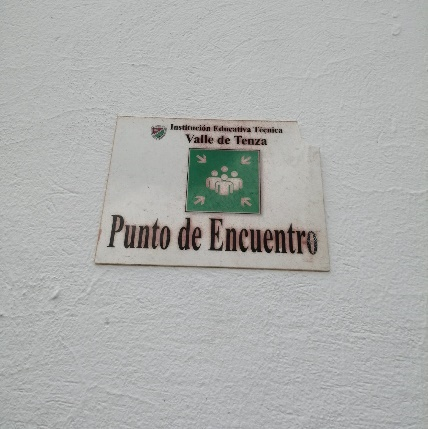 Institución Educativa Técnica
Valle de Tenza
Punto de Encuentro